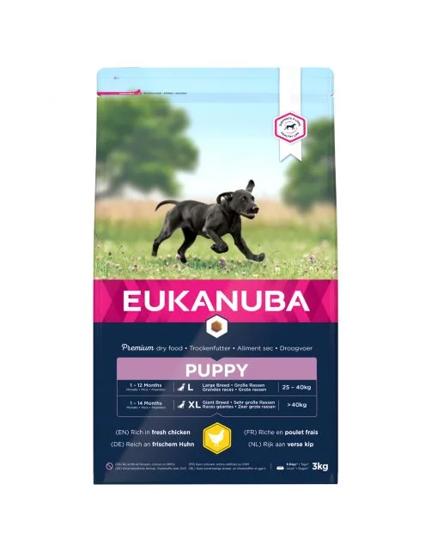 EUKANUBA
Premium dry food • Trockenfutter • Aliment sec • Droogvoer
PUPPY
1 - 12 Months
L
Large Breed • Große Rassen
Grandes races • Grote rassen
25 - 40kg
1 - 14 Months
XL
Giant Breed • Sehr große Rassen
Races géantes • Zeer grote rassen
>40kg
(EN) Rich in fresh chicken
(FR) Riche en poulet frais
(DE) Reich an frischem Huhn
(NL) Rijk aan verse kip
3kg